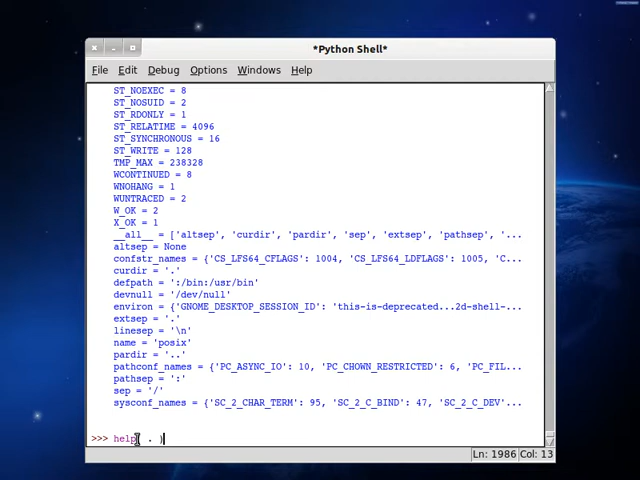 *Python Shell*
File Edit Debug Options Windows Help
ST_NOEXEC = 8
ST_NOSUID = 2
ST_RDONLY = 1
ST_RELATIME = 4096
ST_SYNCHRONOUS = 16
ST_WRITE = 128
TMP_MAX = 238328
WCONTINUED = 8
WNOHANG = 1
WUNTRACED = 2
W_OK = 2
X_OK = 1
__all__ = ['altsep', 'curdir', 'pardir', 'sep', 'extsep', 'pathsep', '...
altsep = None
confstr_names = {'CS_LFS64_CFLAGS': 1004, 'CS_LFS64_LDFLAGS': 1005, 'C...
curdir = '.'
defpath = ':/bin:/usr/bin'
devnull = '/dev/null'
environ = {'GNOME_DESKTOP_SESSION_ID': 'this-is-deprecated...2d-shell-...
extsep = '.'
linesep = '\n'
name = 'posix'
pardir = '..'
pathconf_names = {'PC_ASYNC_IO': 10, 'PC_CHOWN_RESTRICTED': 6, 'PC_FIL...
pathsep = ':'
sep = '/'
sysconf_names = {'SC_2_CHAR_TERM': 95, 'SC_2_C_BIND': 47, 'SC_2_C_DEV'...
>>> help( . )
Ln: 1986 Col: 13